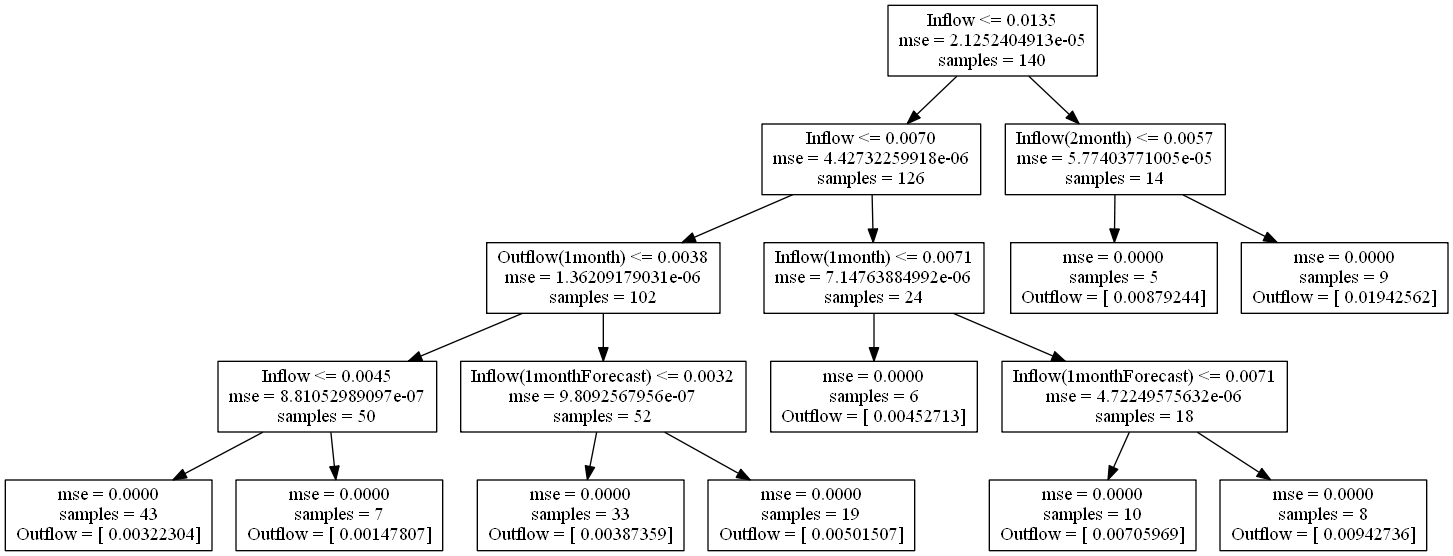 Inflow <= 0.0135
mse = 2.1252404913e-05
samples = 140
Inflow <= 0.0070
mse = 4.42732259918e-06
samples = 126
Inflow(2month) <= 0.0057
mse = 5.77403771005e-05
samples = 14
Outflow(1month) <= 0.0038
mse = 1.36209179031e-06
samples = 102
Inflow(1month) <= 0.0071
mse = 7.14763884992e-06
samples = 24
mse = 0.0000
samples = 5
Outflow = [ 0.00879244]
mse = 0.0000
samples = 9
Outflow = [ 0.01942562]
Inflow <= 0.0045
mse = 8.81052989097e-07
samples = 50
Inflow(1monthForecast) <= 0.0032
mse = 9.8092567956e-07
samples = 52
mse = 0.0000
samples = 6
Outflow = [ 0.00452713]
Inflow(1monthForecast) <= 0.0071
mse = 4.72249575632e-06
samples = 18
mse = 0.0000
samples = 43
Outflow = [ 0.00322304]
mse = 0.0000
samples = 7
Outflow = [ 0.00147807]
mse = 0.0000
samples = 33
Outflow = [ 0.00387359]
mse = 0.0000
samples = 19
Outflow = [ 0.00501507]
mse = 0.0000
samples = 10
Outflow = [ 0.00705969]
mse = 0.0000
samples = 8
Outflow = [ 0.00942736]